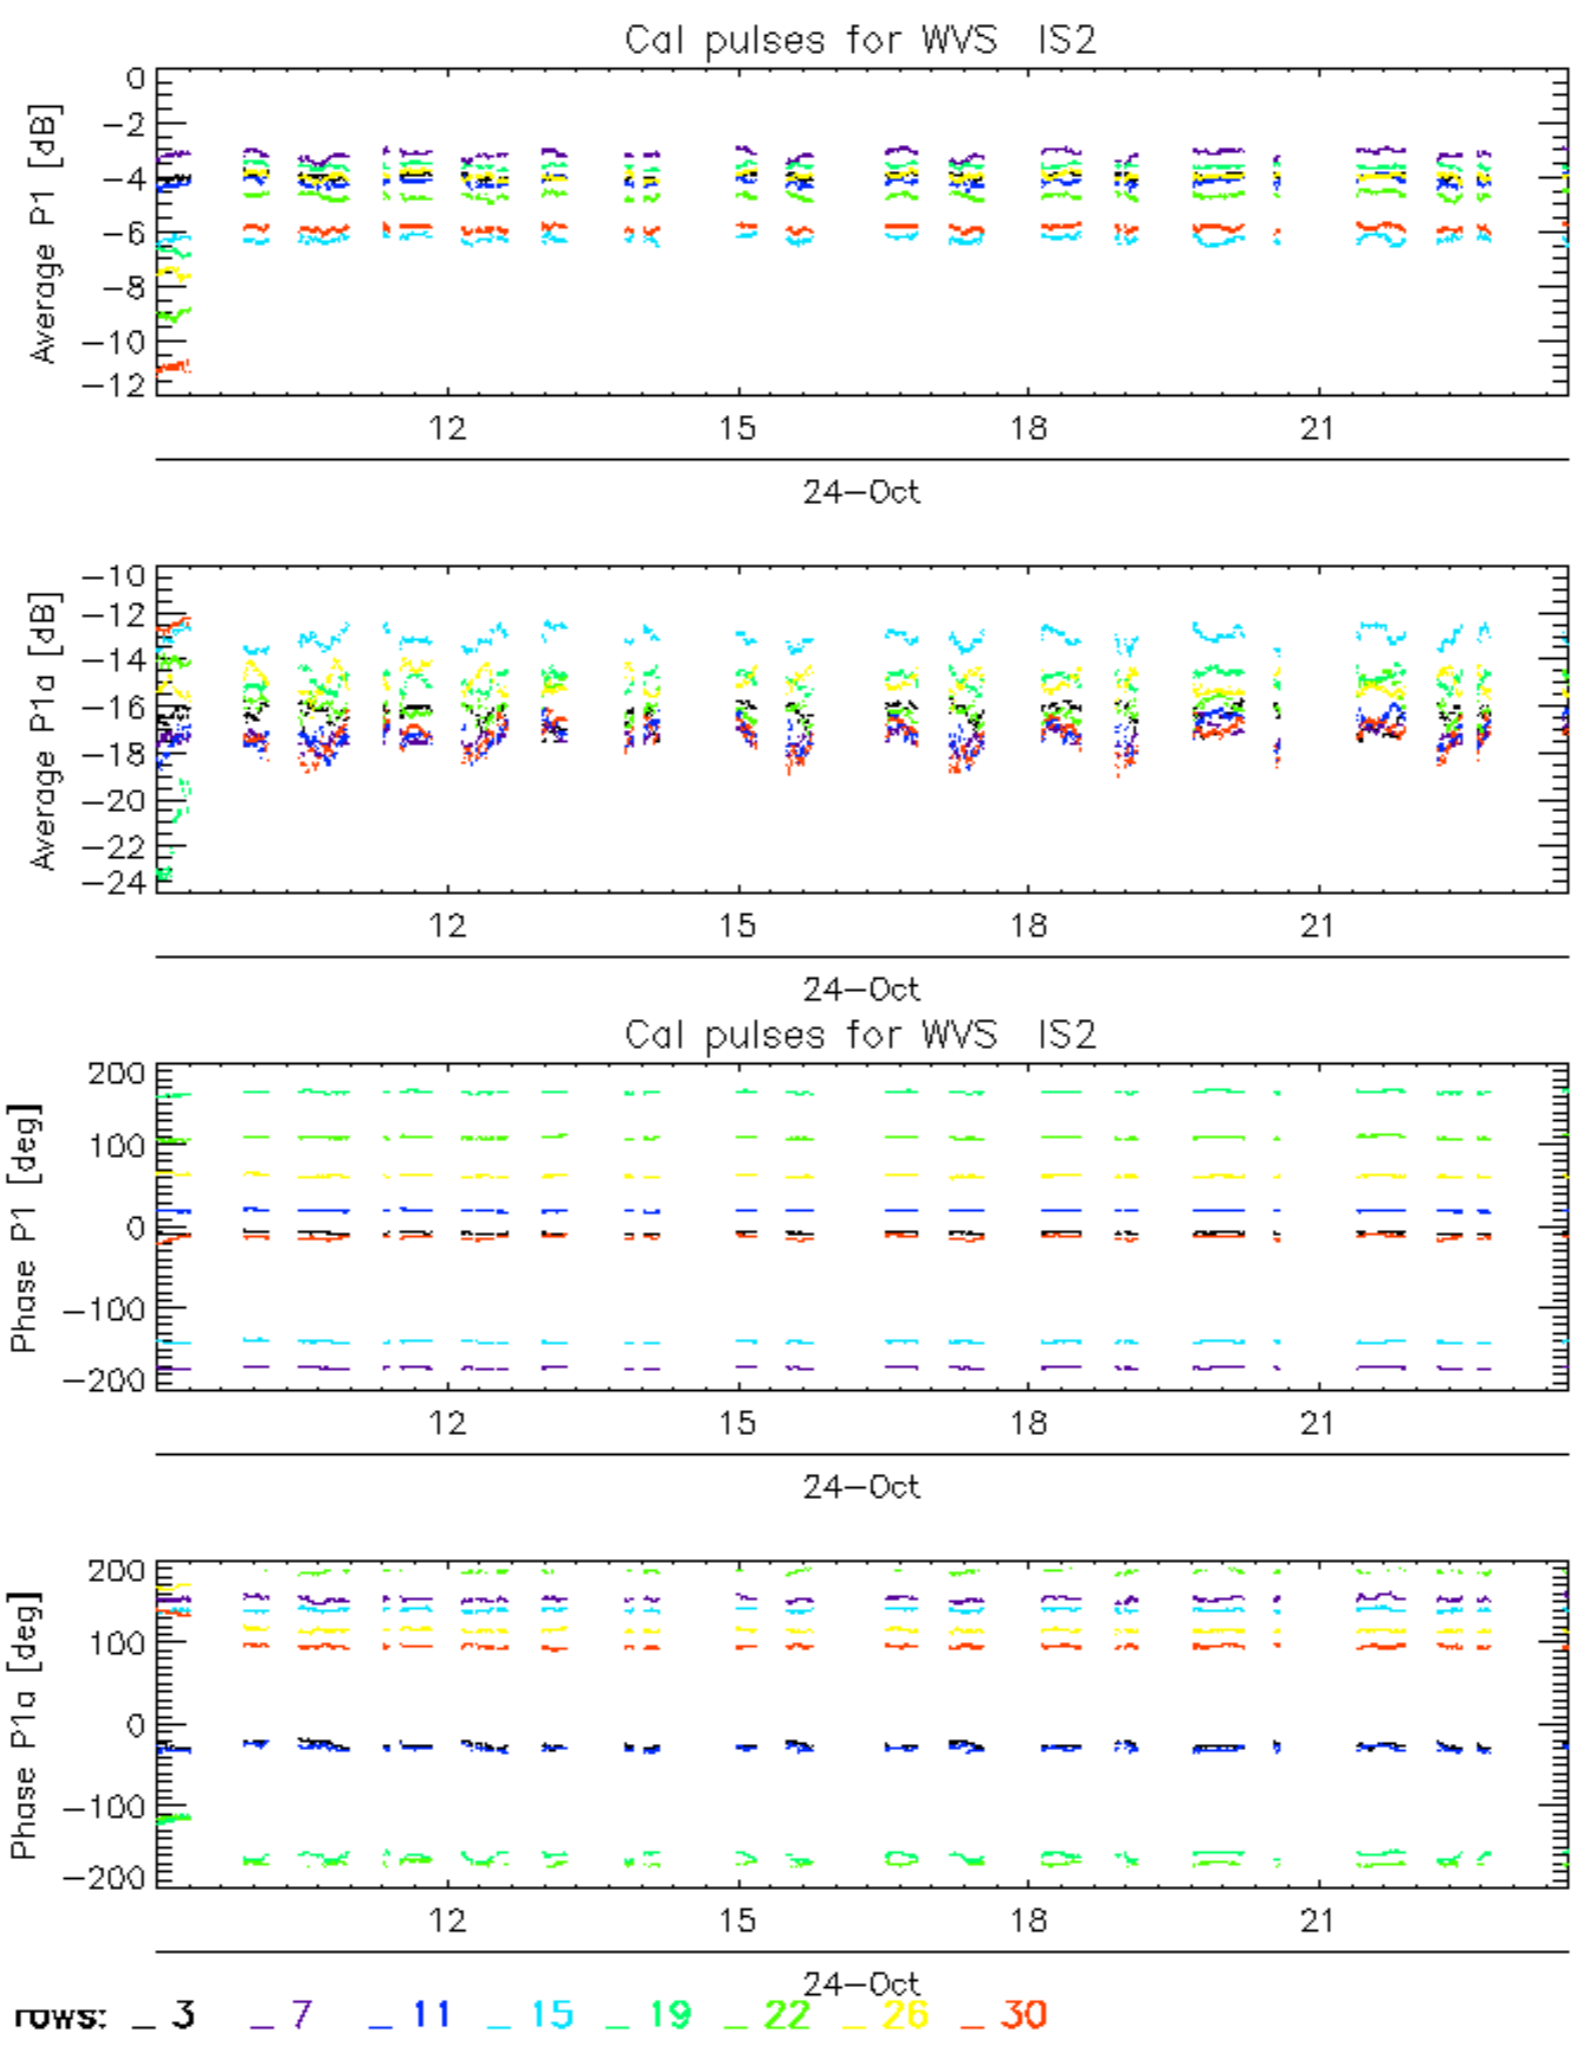 Cal pulses for WVS IS2
Average P1 [dB]
0
−2
−4
−6
−8
−10
−12
12 15 18 21
24−Oct
Average P1a [dB]
−10
−12
−14
−16
−18
−20
−22
−24
12 15 18 21
24−Oct
Cal pulses for WVS IS2
Phase P1 [deg]
200
100
0
−100
−200
12 15 18 21
24−Oct
Phase P1a [deg]
200
100
0
−100
−200
12 15 18 21
24−Oct
rows: _ 3 _ 7 _ 11 _ 15 _ 19 _ 22 _ 26 _ 30